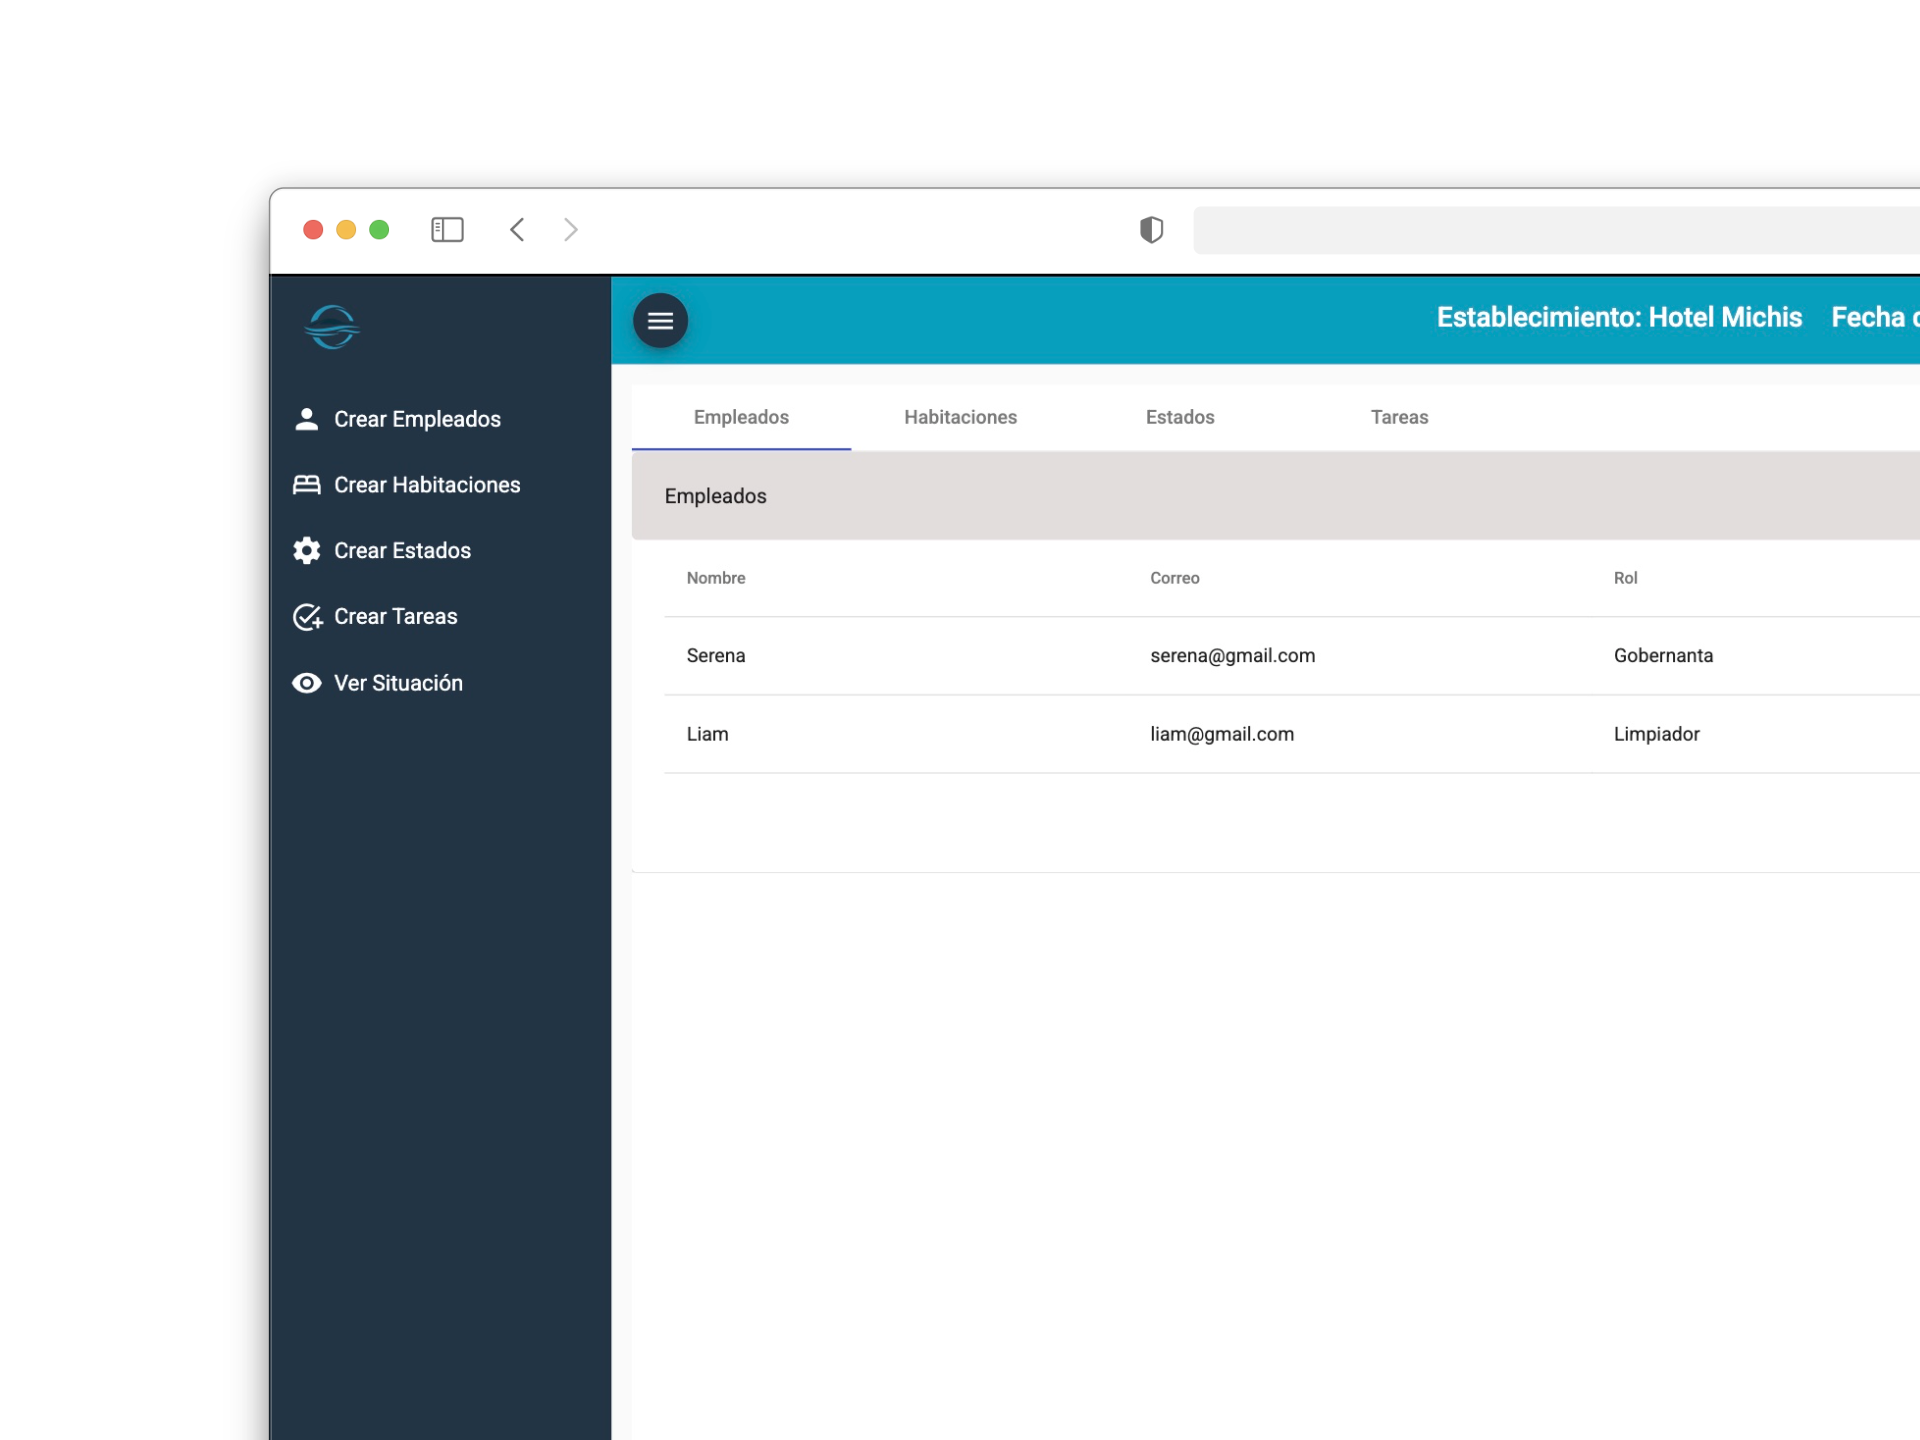 Establecimiento: Hotel Michis Fecha
Crear Empleados
Crear Habitaciones
Crear Estados
Crear Tareas
Ver Situación
Empleados Habitaciones Estados Tareas
Empleados
Nombre Correo Rol
Serena serena@gmail.com Gobernanta
Liam liam@gmail.com Limpiador